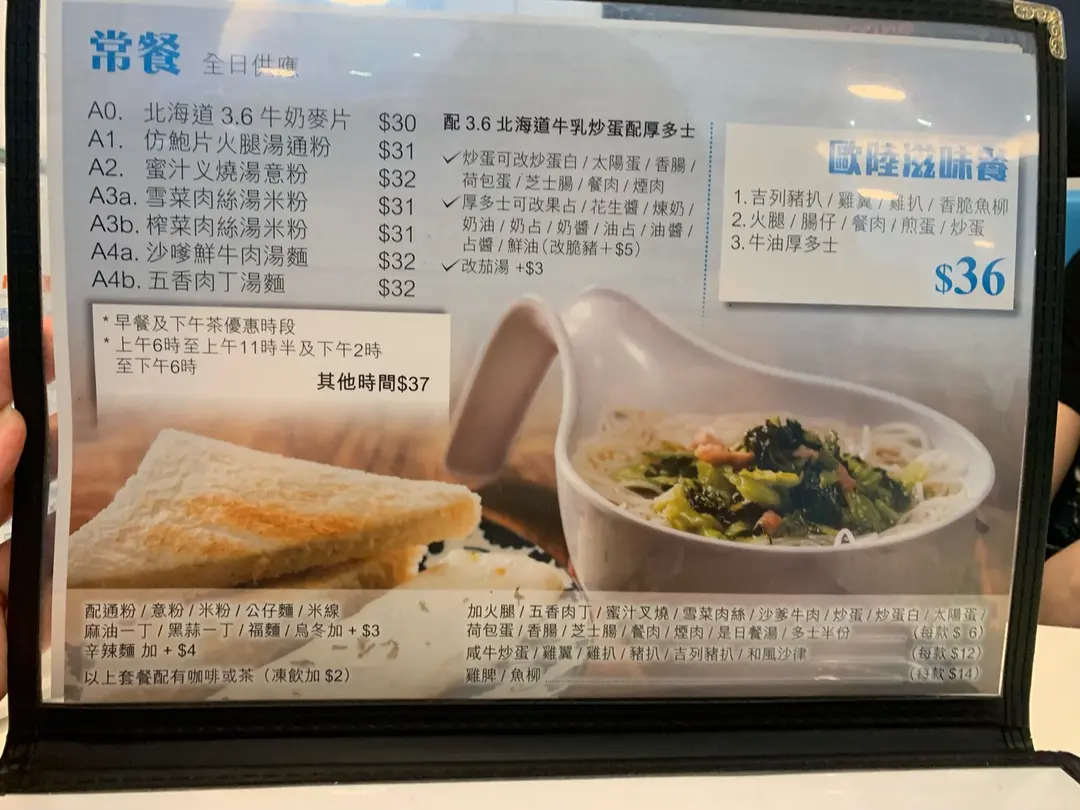 常餐 全日供應
A0. 北海道 3.6 牛奶麥片 $30
A1. 仿鮑片火腿湯通粉 $31
A2. 蜜汁叉燒湯意粉 $32
A3a. 雪菜肉絲湯米粉 $31
A3b. 榨菜肉絲湯米粉 $31
A4a. 沙嗲鮮牛肉湯麵 $32
A4b. 五香肉丁湯麵 $32
* 早餐及下午茶優惠時段
* 上午6時至上午11時半及下午2時
至下午6時
其他時間$37
配 3.6 北海道牛乳炒蛋配厚多士
✓炒蛋可改炒蛋白 / 太陽蛋 / 香腸 /
荷包蛋 / 芝士腸 / 餐肉 / 煙肉
✓厚多士可改果占 / 花生醬 / 煉奶 /
奶油 / 奶占 / 奶醬 / 油占 / 油醬 /
占醬 / 鮮油 (改脆豬＋$5)
✓改茄湯 +$3
歐陸滋味餐
1. 吉列豬扒 / 雞翼 / 雞扒 / 香脆魚柳
2. 火腿 / 腸仔 / 餐肉 / 煎蛋 / 炒蛋
3. 牛油厚多士
$36
配通粉 / 意粉 / 米粉 / 公仔麵 / 米線
麻油一丁 / 黑蒜一丁 / 福麵 / 烏冬加 + $3
辛辣麵 加 + $4
以上套餐配有咖啡或茶 (凍飲加 $2)
加火腿 / 五香肉丁 / 蜜汁叉燒 / 雪菜肉絲 / 沙爹牛肉 / 炒蛋 / 炒蛋白 / 太陽蛋 /
荷包蛋 / 香腸 / 芝士腸 / 餐肉 / 煙肉 / 是日餐湯 / 多士半份 (每款 $ 6)
咸牛炒蛋 / 雞翼 / 雞扒 / 豬扒 / 吉列豬扒 / 和風沙律 (每款 $12)
雞脾 / 魚柳 (每款 $14)